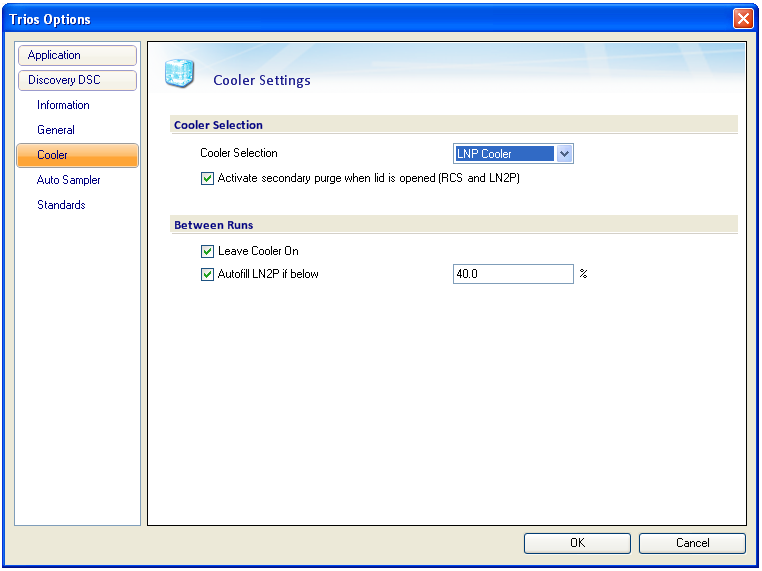 Trios Options
Application
Discovery DSC
Information
General
Cooler
Auto Sampler
Standards
Cooler Settings
Cooler Selection
Cooler Selection
LNP Cooler
Activate secondary purge when lid is opened (RCS and LN2P)
Between Runs
Leave Cooler On
Autofill LN2P if below
40.0
%
OK
Cancel